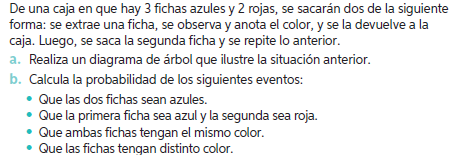 De una caja en que hay 3 fichas azules y 2 rojas, se sacarán dos de la siguiente
forma: se extrae una ficha, se observa y anota el color, y se la devuelve a la
caja. Luego, se saca la segunda ficha y se repite lo anterior.
a. Realiza un diagrama de árbol que ilustre la situación anterior.
b. Calcula la probabilidad de los siguientes eventos:
• Que las dos fichas sean azules.
• Que la primera ficha sea azul y la segunda sea roja.
• Que ambas fichas tengan el mismo color.
• Que las fichas tengan distinto color.